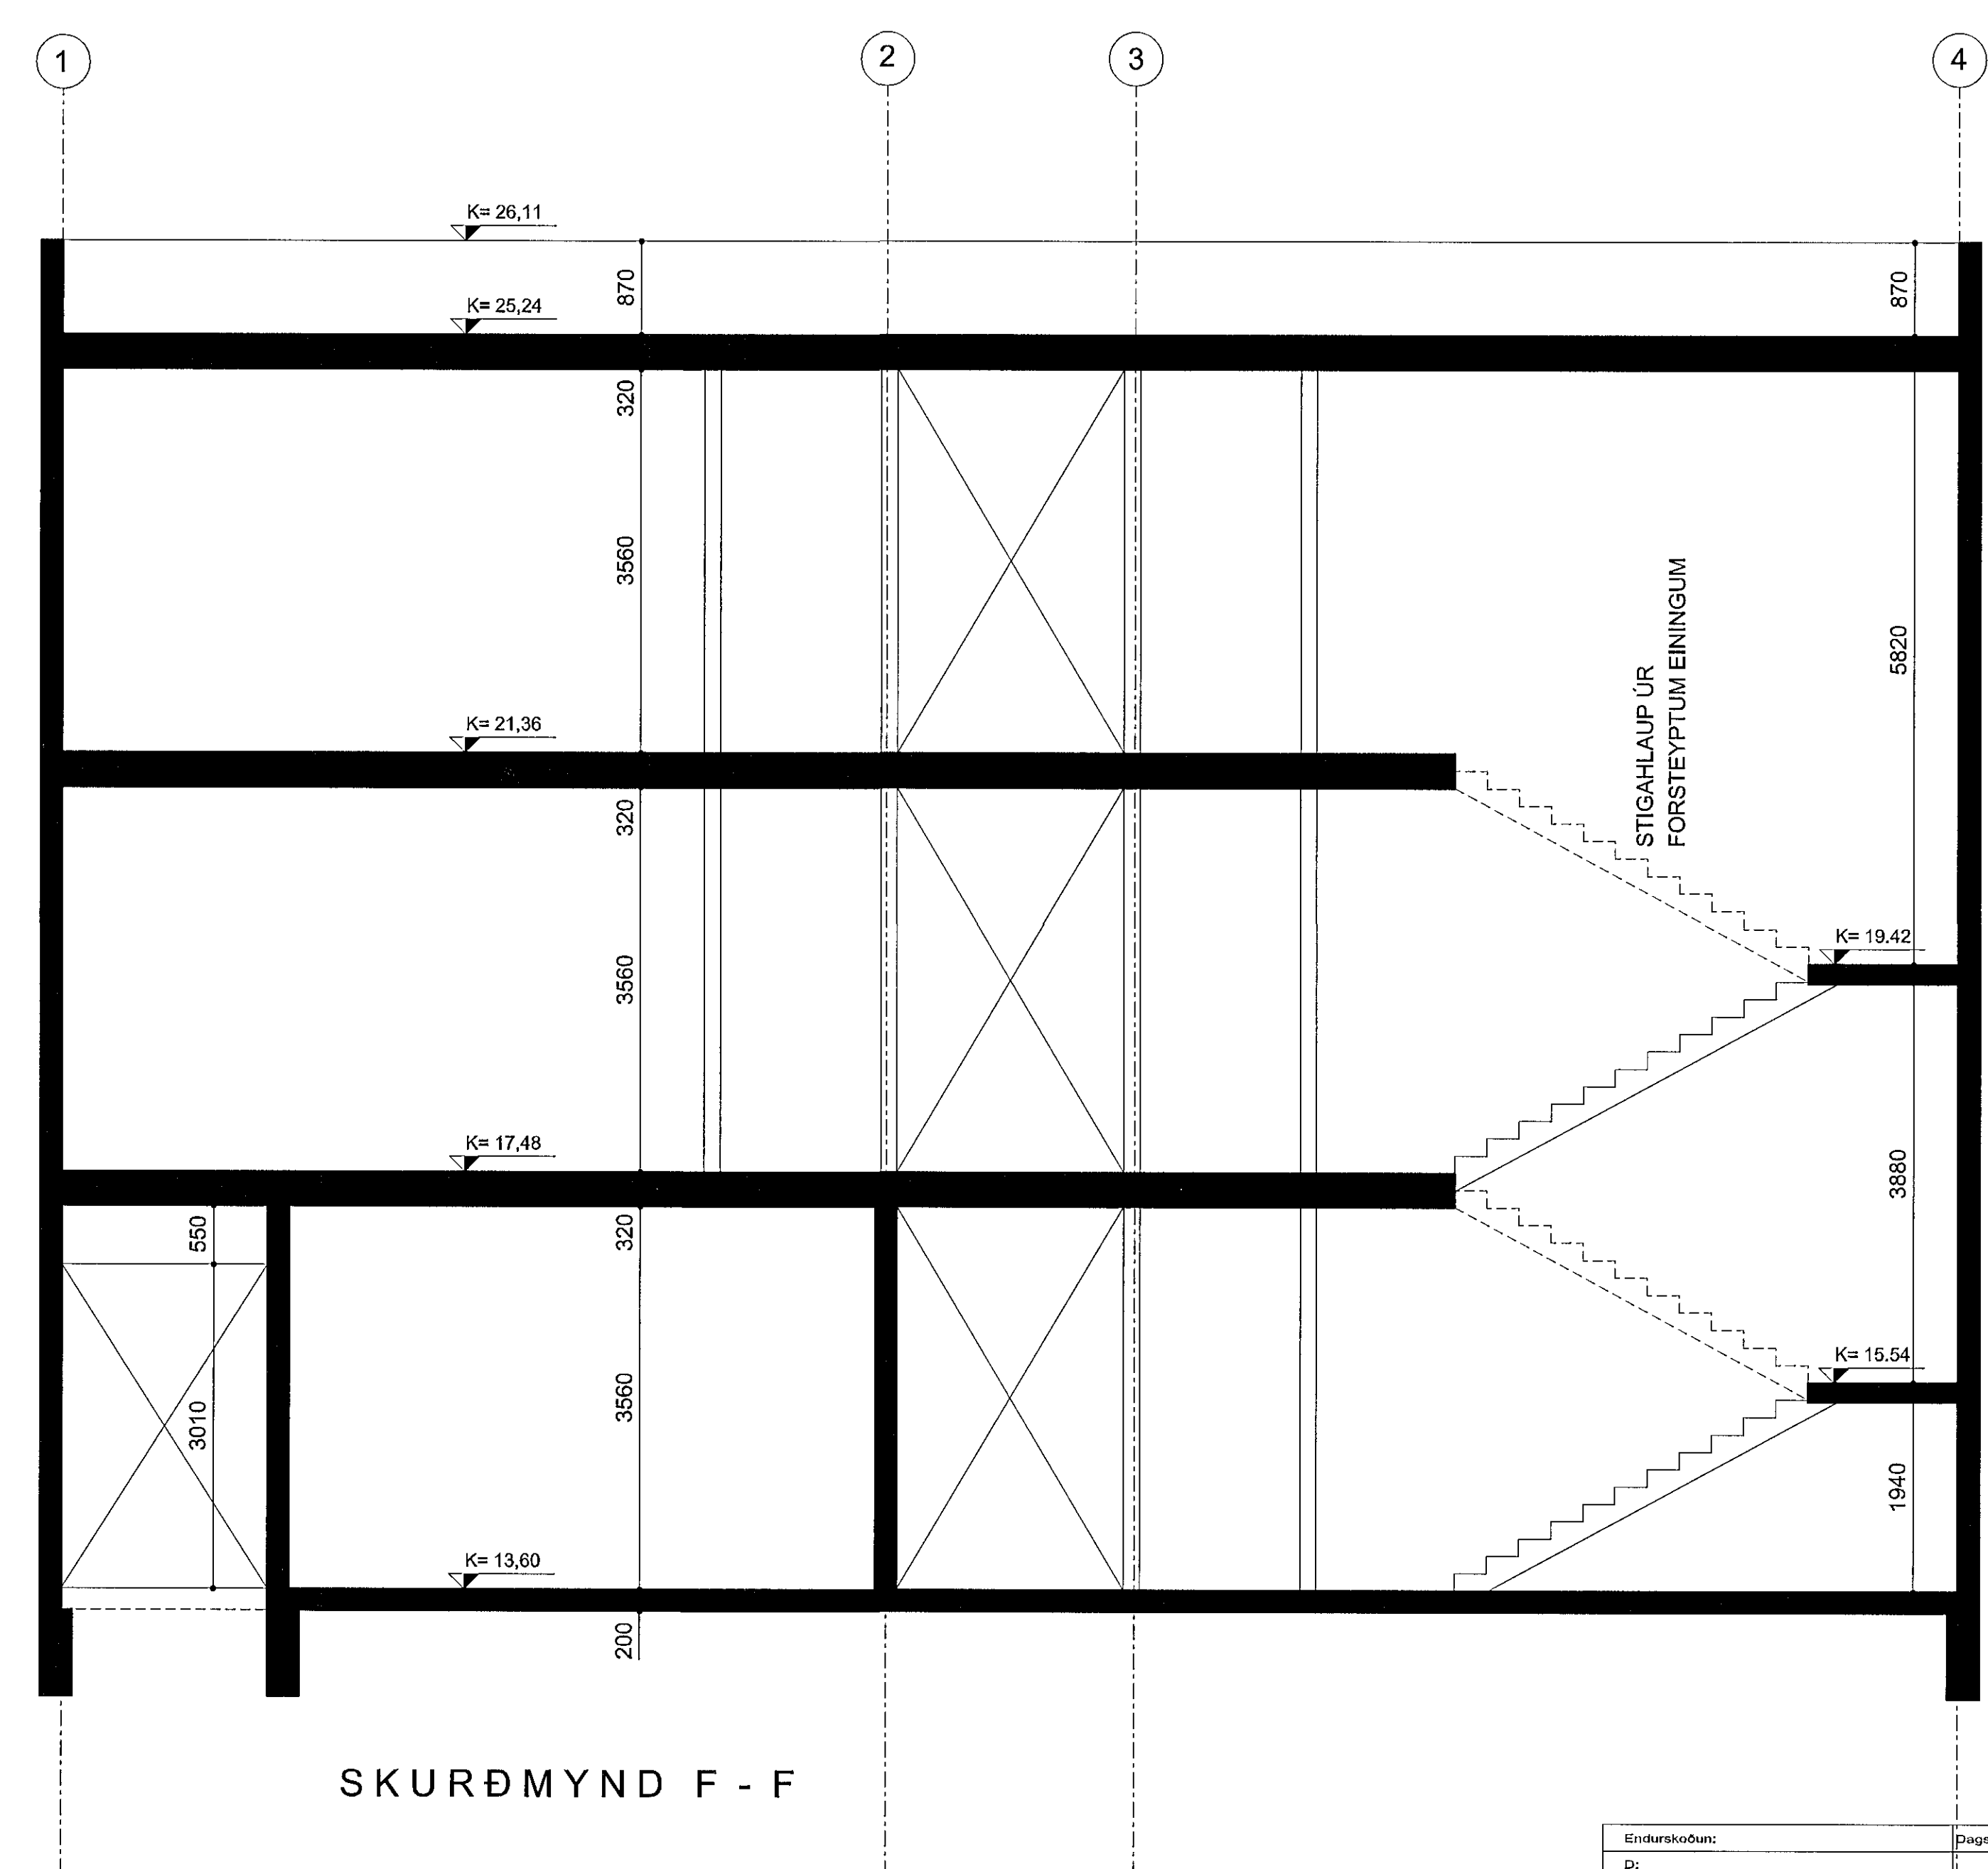 1
2
3
4
K= 26,11
870
870
K= 25,24
320
3560
STIGAHLAUP ÚR
FORSTEYPTUM EININGUM
5820
K= 21,36
320
3560
K= 19.42
K= 17,48
3880
550
320
3010
3560
K= 15.54
1940
K= 13,60
200
SKURÐMYND F - F
Endurskoðun:
Dags
D: